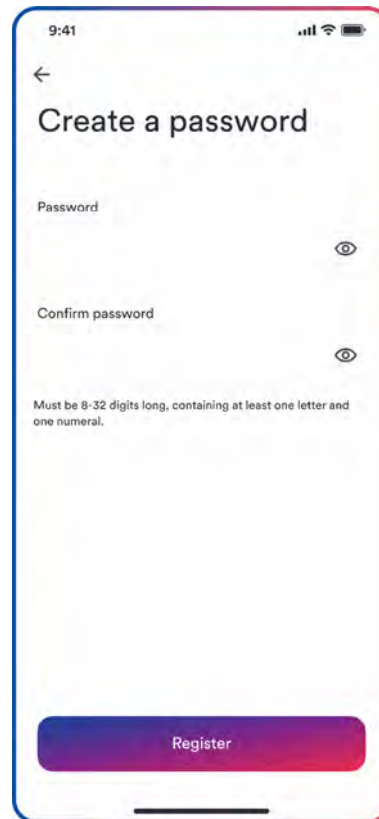 9:41
Create a password
Password
Confirm password
Must be 8-32 digits long, containing at least one letter and
one numeral.
Register